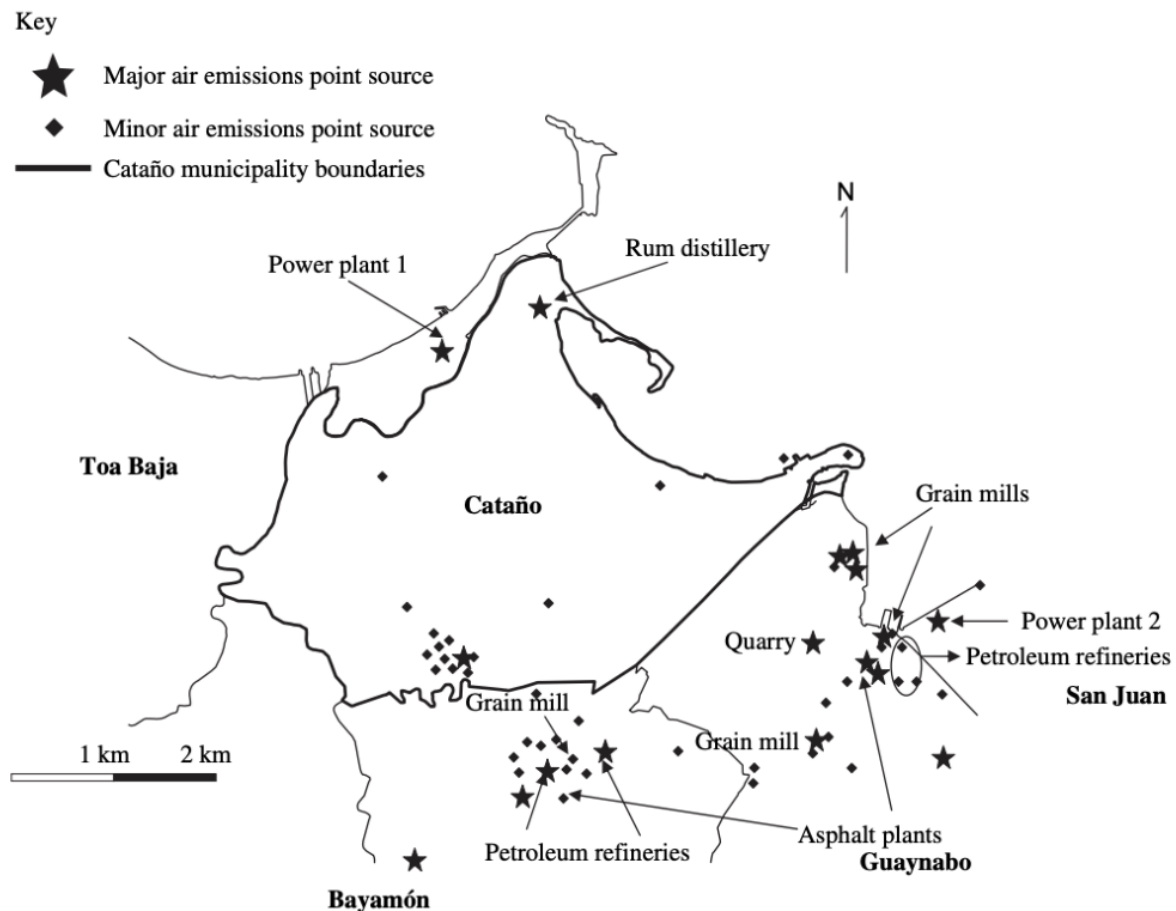 Key
Major air emissions point source
Minor air emissions point source
Cataño municipality boundaries
N
Rum distillery
Power plant 1
Toa Baja
Cataño
Grain mills
Quarry
Power plant 2
Petroleum refineries
San Juan
Grain mill
Grain mill
1 km 2 km
Asphalt plants
Petroleum refineries
Guaynabo
Bayamón